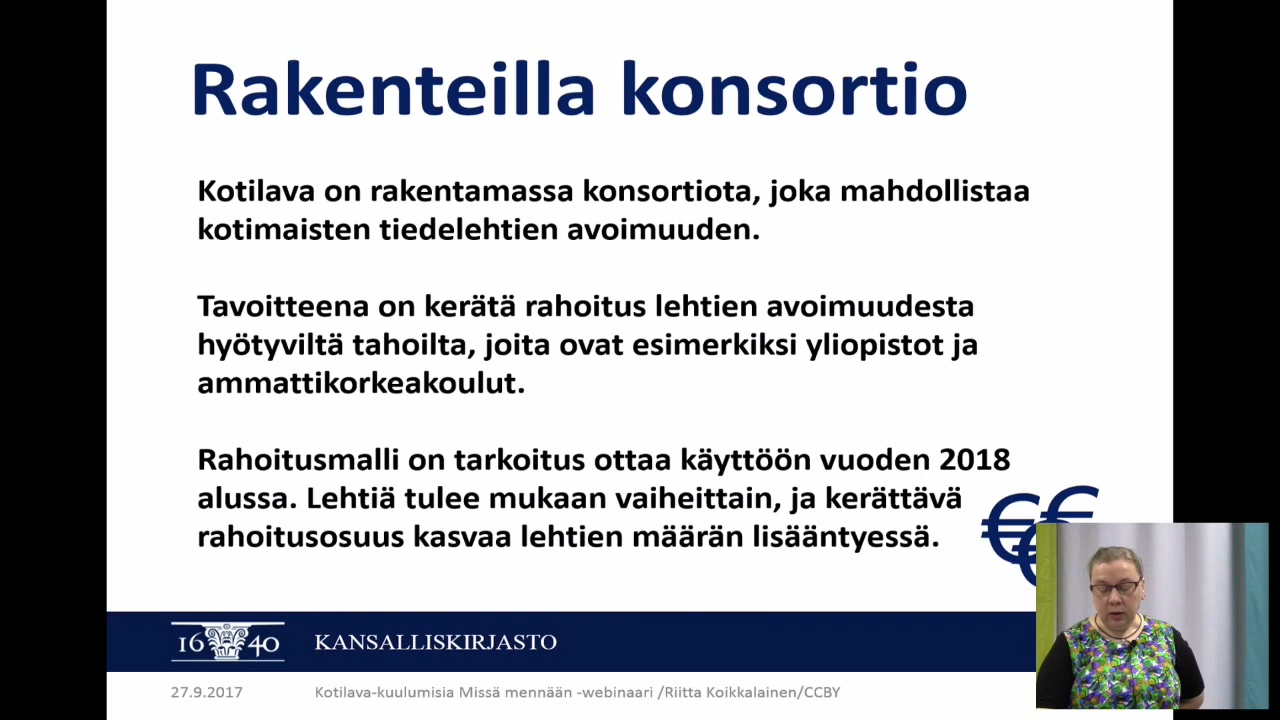 Rakenteilla konsortio
Kotilava on rakentamassa konsortiota, joka mahdollistaa
kotimaisten tiedelehtien avoimuuden.
Tavoitteena on kerätä rahoitus lehtien avoimuudesta
hyötyviltä tahoilta, joita ovat esimerkiksi yliopistot ja
ammattikorkeakoulut.
Rahoitusmalli on tarkoitus ottaa käyttöön vuoden 2018
alussa. Lehtiä tulee mukaan vaiheittain, ja kerättävä
rahoitusosuus kasvaa lehtien määrän lisääntyessä.
€€€
1640 KANSALLISKIRJASTO
27.9.2017 Kotilava-kuulumisia Missä mennään -webinaari /Riitta Koikkalainen/CCBY